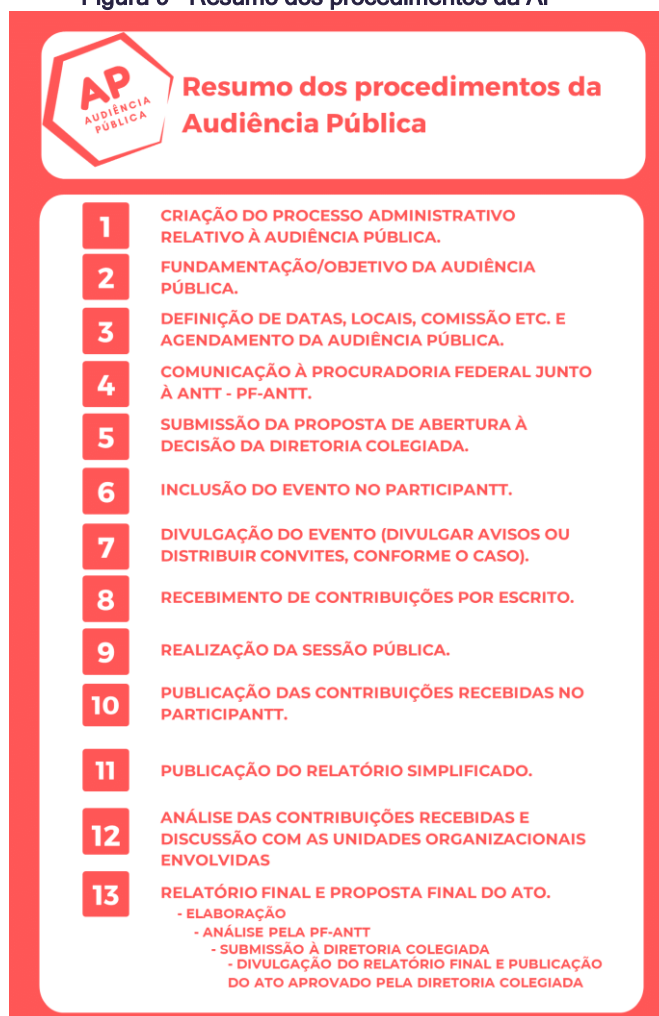 Resumo dos procedimentos da AP
AP
AUDIÊNCIA
PÚBLICA
Resumo dos procedimentos da
Audiência Pública
1
CRIAÇÃO DO PROCESSO ADMINISTRATIVO
RELATIVO À AUDIÊNCIA PÚBLICA.
2
FUNDAMENTAÇÃO/OBJETIVO DA AUDIÊNCIA
PÚBLICA.
3
DEFINIÇÃO DE DATAS, LOCAIS, COMISSÃO ETC. E
AGENDAMENTO DA AUDIÊNCIA PÚBLICA.
4
COMUNICAÇÃO À PROCURADORIA FEDERAL JUNTO
À ANTT - PF-ANTT.
5
SUBMISSÃO DA PROPOSTA DE ABERTURA À
DECISÃO DA DIRETORIA COLEGIADA.
6
INCLUSÃO DO EVENTO NO PARTICIPANTT.
7
DIVULGAÇÃO DO EVENTO (DIVULGAR AVISOS OU
DISTRIBUIR CONVITES, CONFORME O CASO).
8
RECEBIMENTO DE CONTRIBUIÇÕES POR ESCRITO.
9
REALIZAÇÃO DA SESSÃO PÚBLICA.
10
PUBLICAÇÃO DAS CONTRIBUIÇÕES RECEBIDAS NO
PARTICIPANTT.
11
PUBLICAÇÃO DO RELATÓRIO SIMPLIFICADO.
12
ANÁLISE DAS CONTRIBUIÇÕES RECEBIDAS E
DISCUSSÃO COM AS UNIDADES ORGANIZACIONAIS
ENVOLVIDAS
13
RELATÓRIO FINAL E PROPOSTA FINAL DO ATO.
- ELABORAÇÃO
- ANÁLISE PELA PF-ANTT
- SUBMISSÃO À DIRETORIA COLEGIADA
- DIVULGAÇÃO DO RELATÓRIO FINAL E PUBLICAÇÃO
DO ATO APROVADO PELA DIRETORIA COLEGIADA